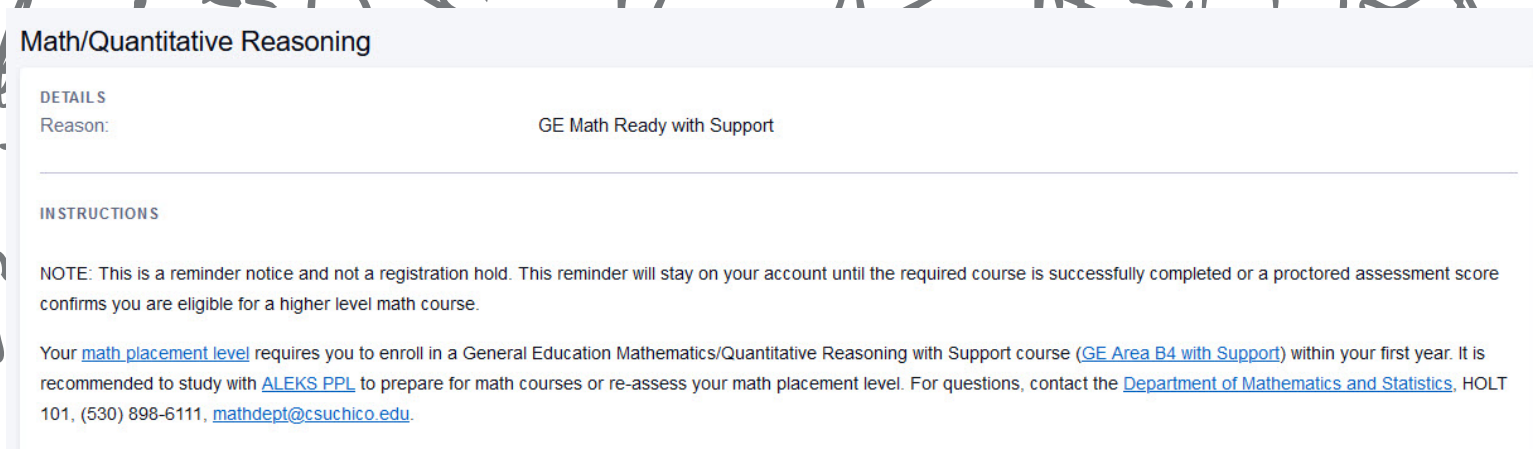 Math/Quantitative Reasoning
DETAILS
Reason: GE Math Ready with Support
INSTRUCTIONS
NOTE: This is a reminder notice and not a registration hold. This reminder will stay on your account until the required course is successfully completed or a proctored assessment score
confirms you are eligible for a higher level math course.
Your math placement level requires you to enroll in a General Education Mathematics/Quantitative Reasoning with Support course (GE Area B4 with Support) within your first year. It is
recommended to study with ALEKS PPL to prepare for math courses or re-assess your math placement level. For questions, contact the Department of Mathematics and Statistics, HOLT
101, (530) 898-6111, mathdept@csuchico.edu.